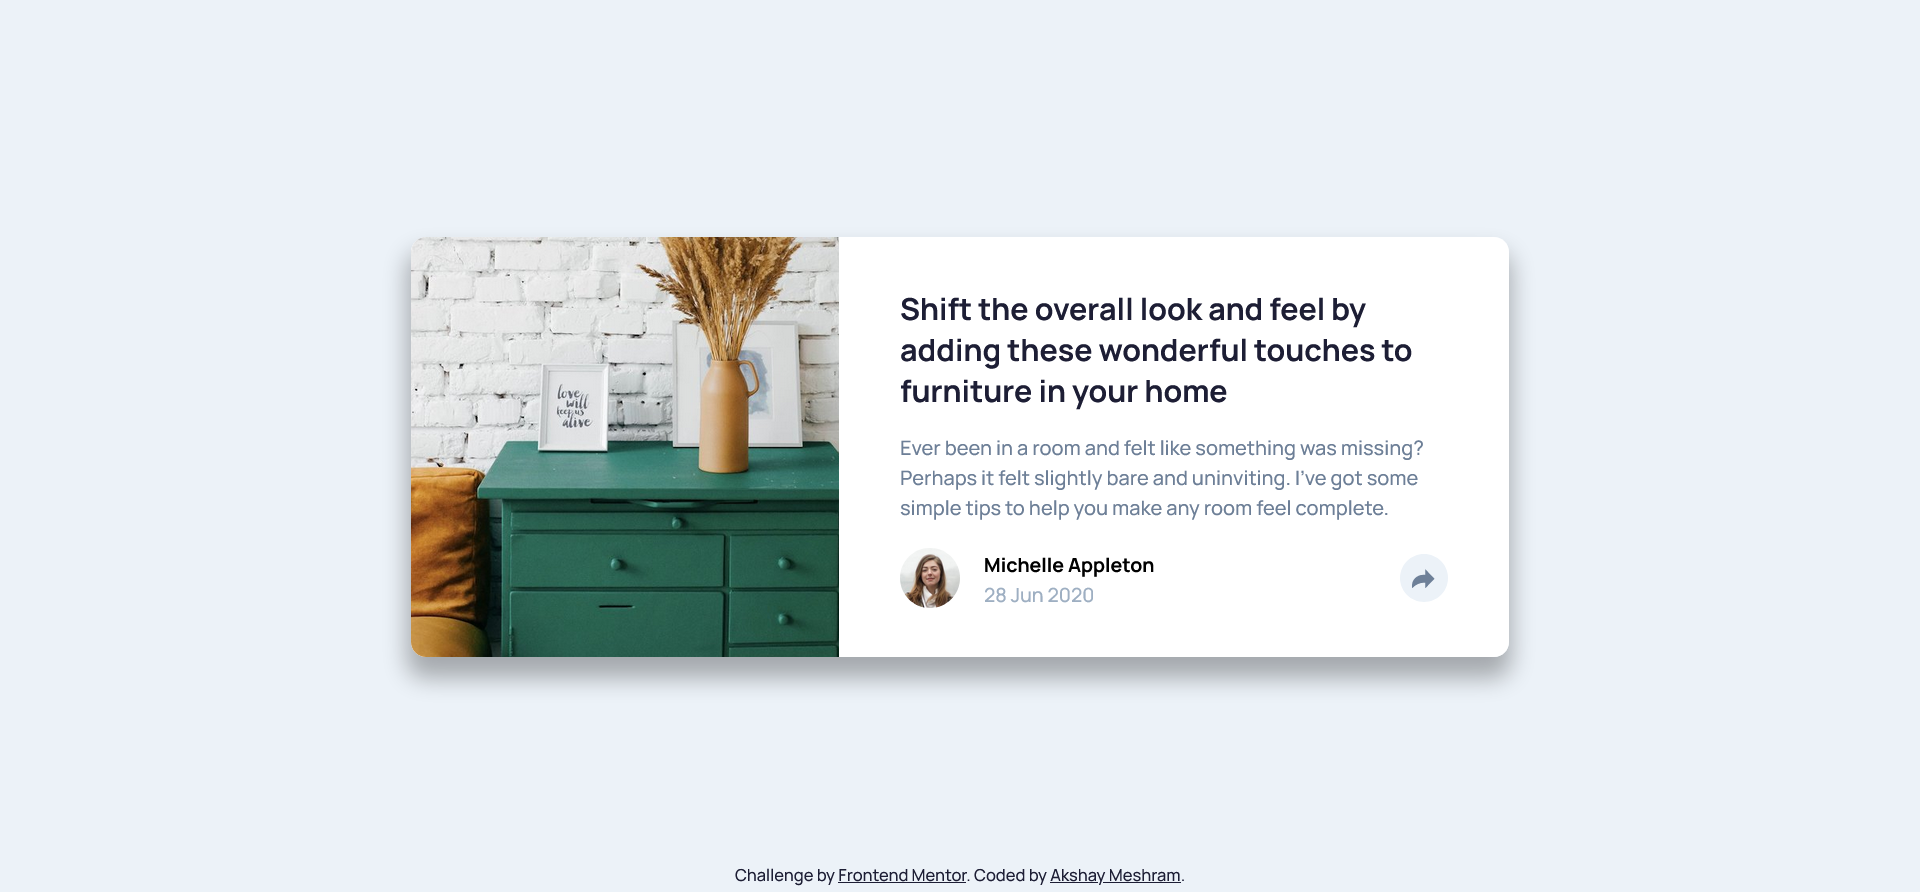 love
will
keep us
alive
Shift the overall look and feel by
adding these wonderful touches to
furniture in your home
Ever been in a room and felt like something was missing?
Perhaps it felt slightly bare and uninviting. I’ve got some
simple tips to help you make any room feel complete.
Michelle Appleton
28 Jun 2020
Challenge by Frontend Mentor. Coded by Akshay Meshram.